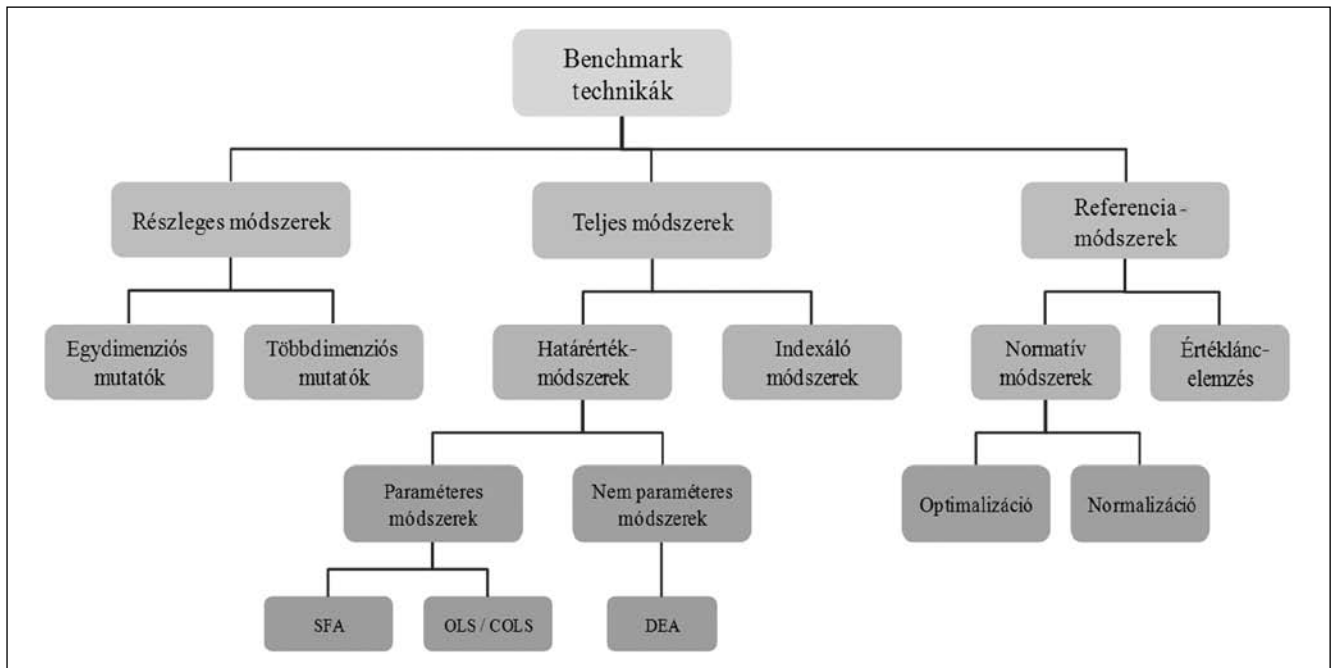 Benchmark
technikák
Részleges módszerek
Teljes módszerek
Referencia-
módszerek
Egydimenziós
mutatók
Többdimenziós
mutatók
Határérték-
módszerek
Indexáló
módszerek
Normatív
módszerek
Értéklánc-
elemzés
Paraméteres
módszerek
Nem paraméteres
módszerek
Optimalizáció
Normalizáció
SFA
OLS / COLS
DEA